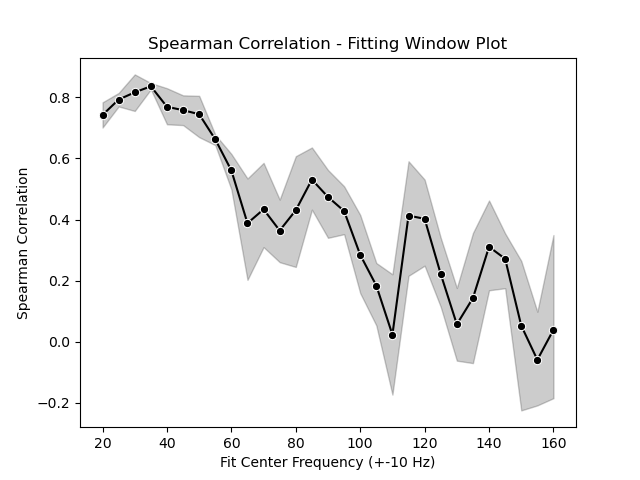 Spearman Correlation - Fitting Window Plot
Spearman Correlation
0.8
0.6
0.4
0.2
0.0
−0.2
20 40 60 80 100 120 140 160
Fit Center Frequency (+-10 Hz)